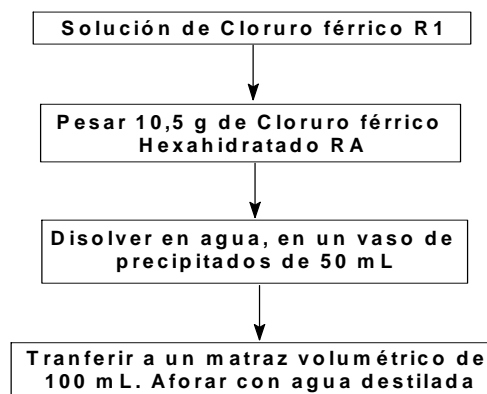 Solución de Cloruro férrico R1
Pesar 10,5 g de Cloruro férrico
Hexahidratado RA
Disolver en agua, en un vaso de
precipitados de 50 mL
Tranferir a un matraz volumétrico de
100 mL. Aforar con agua destilada